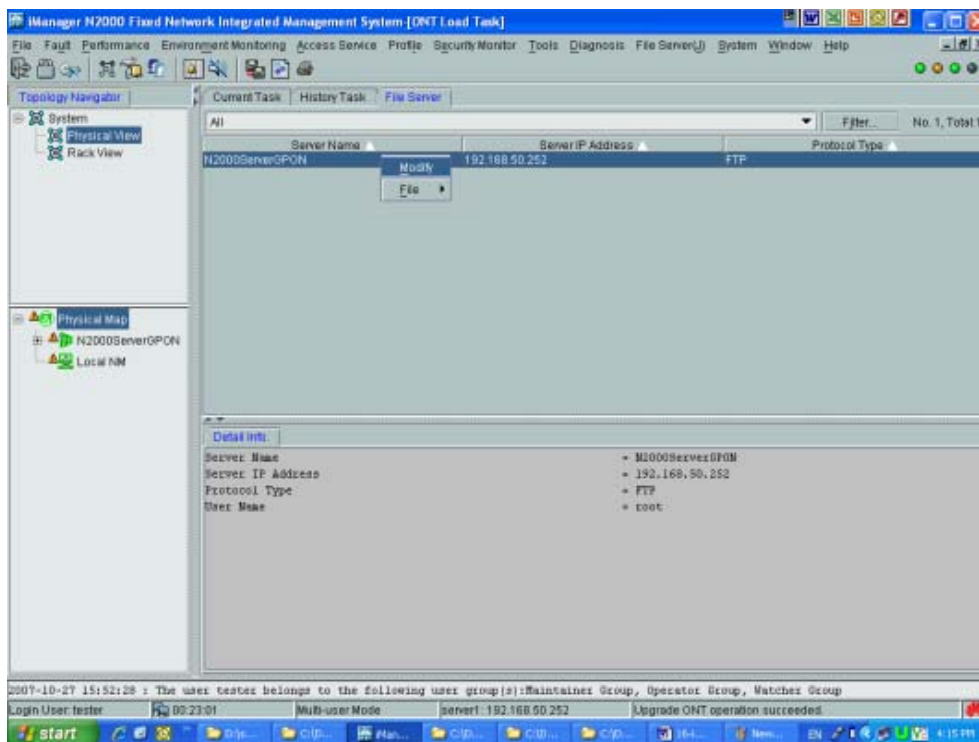 iManager N2000 Fixed Network Integrated Management System-[ONT Load Task]
File Fault Performance Environment Monitoring Access Service Profile Security Monitor Tools Diagnosis File Server(J) System Window Help
Topology Navigator
Current Task History Task File Server
System
Physical View
Rack View
All Filter... No. 1, Total 1
Server Name Server IP Address Protocol Type
N2000ServerGPON 192.168.50.252 FTP
Modify
File
Physical Map
N2000ServerGPON
Local NM
Detail Info.
Server Name = N2000ServerGPON
Server IP Address = 192.168.50.252
Protocol Type = FTP
User Name = root
2007-10-27 15:52:28 : The user tester belongs to the following user group(s):Maintainer Group, Operator Group, Watcher Group
Login User: tester 00:23:01 Multi-user Mode server1: 192.168.50.252 Upgrade ONT operation succeeded.
start Man... New... EN 4:15 PM